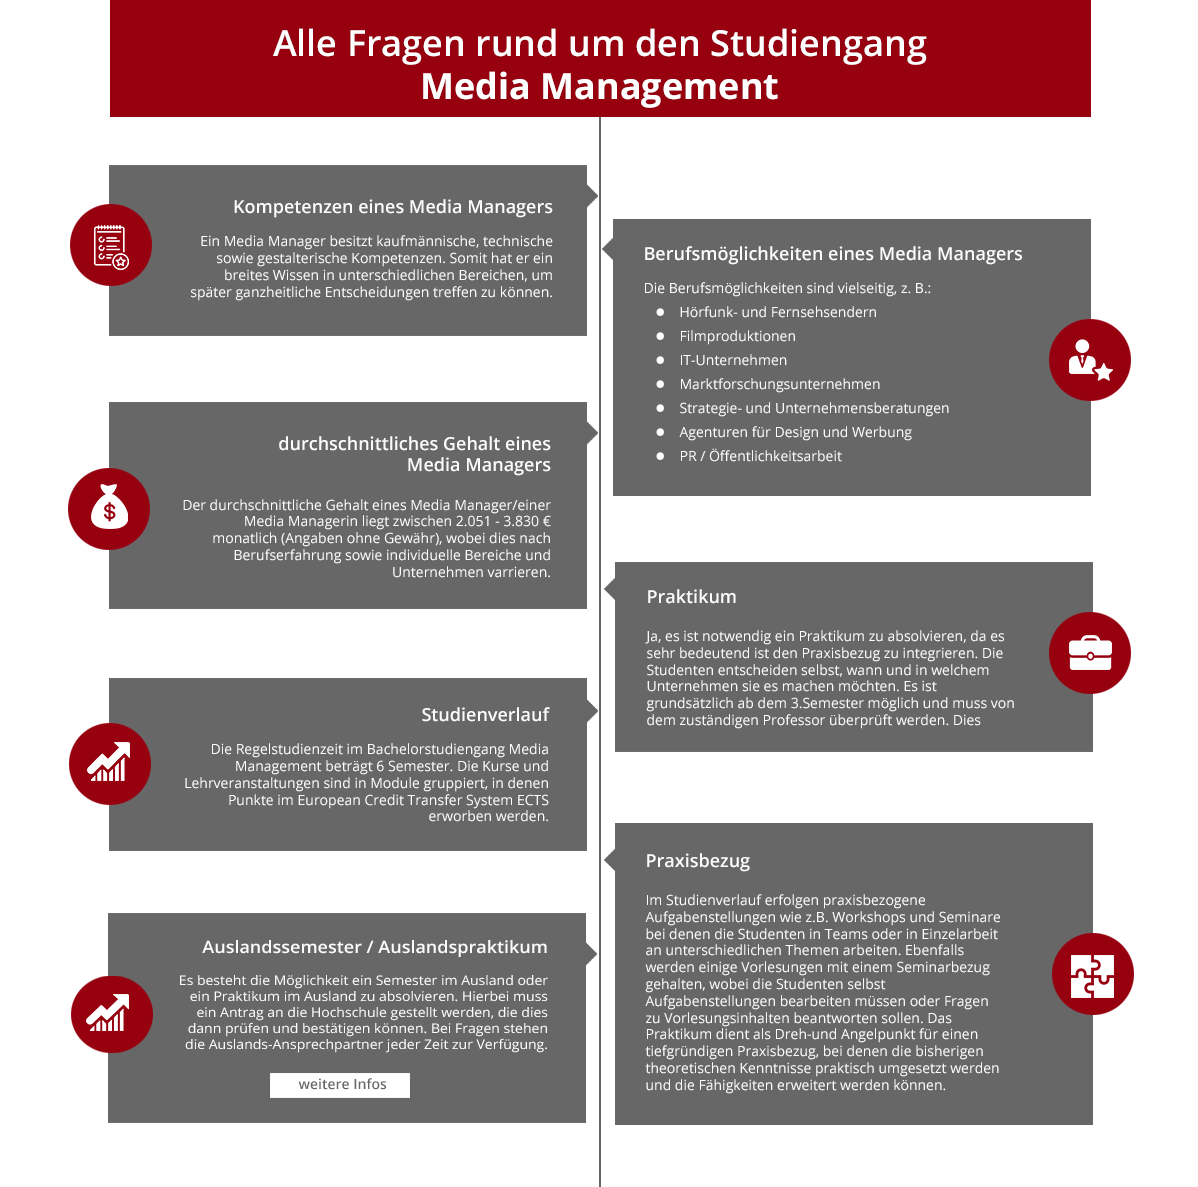 Alle Fragen rund um den Studiengang
Media Management
Kompetenzen eines Media Managers
Ein Media Manager besitzt kaufmännische, technische
sowie gestalterische Kompetenzen. Somit hat er ein
breites Wissen in unterschiedlichen Bereichen, um
später ganzheitliche Entscheidungen treffen zu können.
Berufsmöglichkeiten eines Media Managers
Die Berufsmöglichkeiten sind vielseitig, z. B.:
● Hörfunk- und Fernsehsendern
● Filmproduktionen
● IT-Unternehmen
● Marktforschungsunternehmen
● Strategie- und Unternehmensberatungen
● Agenturen für Design und Werbung
● PR / Öffentlichkeitsarbeit
durchschnittliches Gehalt eines
Media Managers
Der durchschnittliche Gehalt eines Media Manager/einer
Media Managerin liegt zwischen 2.051 - 3.830 €
monatlich (Angaben ohne Gewähr), wobei dies nach
Berufserfahrung sowie individuelle Bereiche und
Unternehmen varrieren.
$
Praktikum
Ja, es ist notwendig ein Praktikum zu absolvieren, da es
sehr bedeutend ist den Praxisbezug zu integrieren. Die
Studenten entscheiden selbst, wann und in welchem
Unternehmen sie es machen möchten. Es ist
grundsätzlich ab dem 3.Semester möglich und muss von
dem zuständigen Professor überprüft werden. Dies
Studienverlauf
Die Regelstudienzeit im Bachelorstudiengang Media
Management beträgt 6 Semester. Die Kurse und
Lehrveranstaltungen sind in Module gruppiert, in denen
Punkte im European Credit Transfer System ECTS
erworben werden.
Praxisbezug
Im Studienverlauf erfolgen praxisbezogene
Aufgabenstellungen wie z.B. Workshops und Seminare
bei denen die Studenten in Teams oder in Einzelarbeit
an unterschiedlichen Themen arbeiten. Ebenfalls
werden einige Vorlesungen mit einem Seminarbezug
gehalten, wobei die Studenten selbst
Aufgabenstellungen bearbeiten müssen oder Fragen
zu Vorlesungsinhalten beantworten sollen. Das
Praktikum dient als Dreh-und Angelpunkt für einen
tiefgründigen Praxisbezug, bei denen die bisherigen
theoretischen Kenntnisse praktisch umgesetzt werden
und die Fähigkeiten erweitert werden können.
Auslandssemester / Auslandspraktikum
Es besteht die Möglichkeit ein Semester im Ausland oder
ein Praktikum im Ausland zu absolvieren. Hierbei muss
ein Antrag an die Hochschule gestellt werden, die dies
dann prüfen und bestätigen können. Bei Fragen stehen
die Auslands-Ansprechpartner jeder Zeit zur Verfügung.
weitere Infos